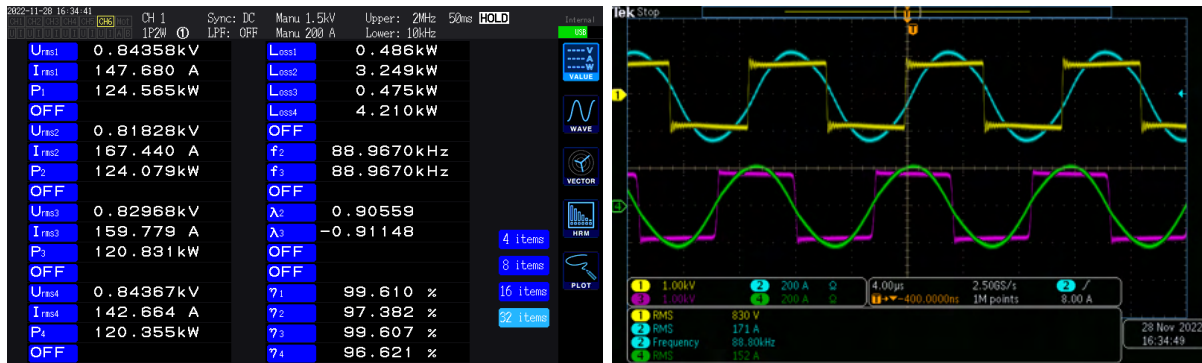 2022-11-28 16:34:41
CH 1 Sync: DC Manu 1.5kV Upper: 2MHz 50ms HOLD Internal
CH6
1P2W ① LPF: OFF Manu 200 A Lower: 10kHz USB
Urms1 0.84358kV Loss1 0.486kW
Irms1 147.680 A Loss2 3.249kW
P1 124.565kW Loss3 0.475kW
OFF Loss4 4.210kW
Urms2 0.81828kV OFF
Irms2 167.440 A f2 88.9670kHz
P2 124.079kW f3 88.9670kHz
OFF OFF
Urms3 0.82968kV λ2 0.90559
Irms3 159.779 A λ3 -0.91148
P3 120.831kW OFF
OFF OFF
Urms4 0.84367kV η1 99.610 %
Irms4 142.664 A η2 97.382 %
P4 120.355kW η3 99.607 %
OFF η4 96.621 %
4 items
8 items
16 items
32 items
V
A
W
VALUE
WAVE
VECTOR
HRM
PLOT
Tek Stop
T
1
4
1 1.00kV 2 200 A Ω 4.00µs 2.50GS/s 2 /
3 1.00kV 4 200 A Ω T→▼-400.0000ns 1M points 8.00 A
1 RMS 830 V
2 RMS 171 A
2 Frequency 88.80kHz
4 RMS 152 A
28 Nov 2022
16:34:49